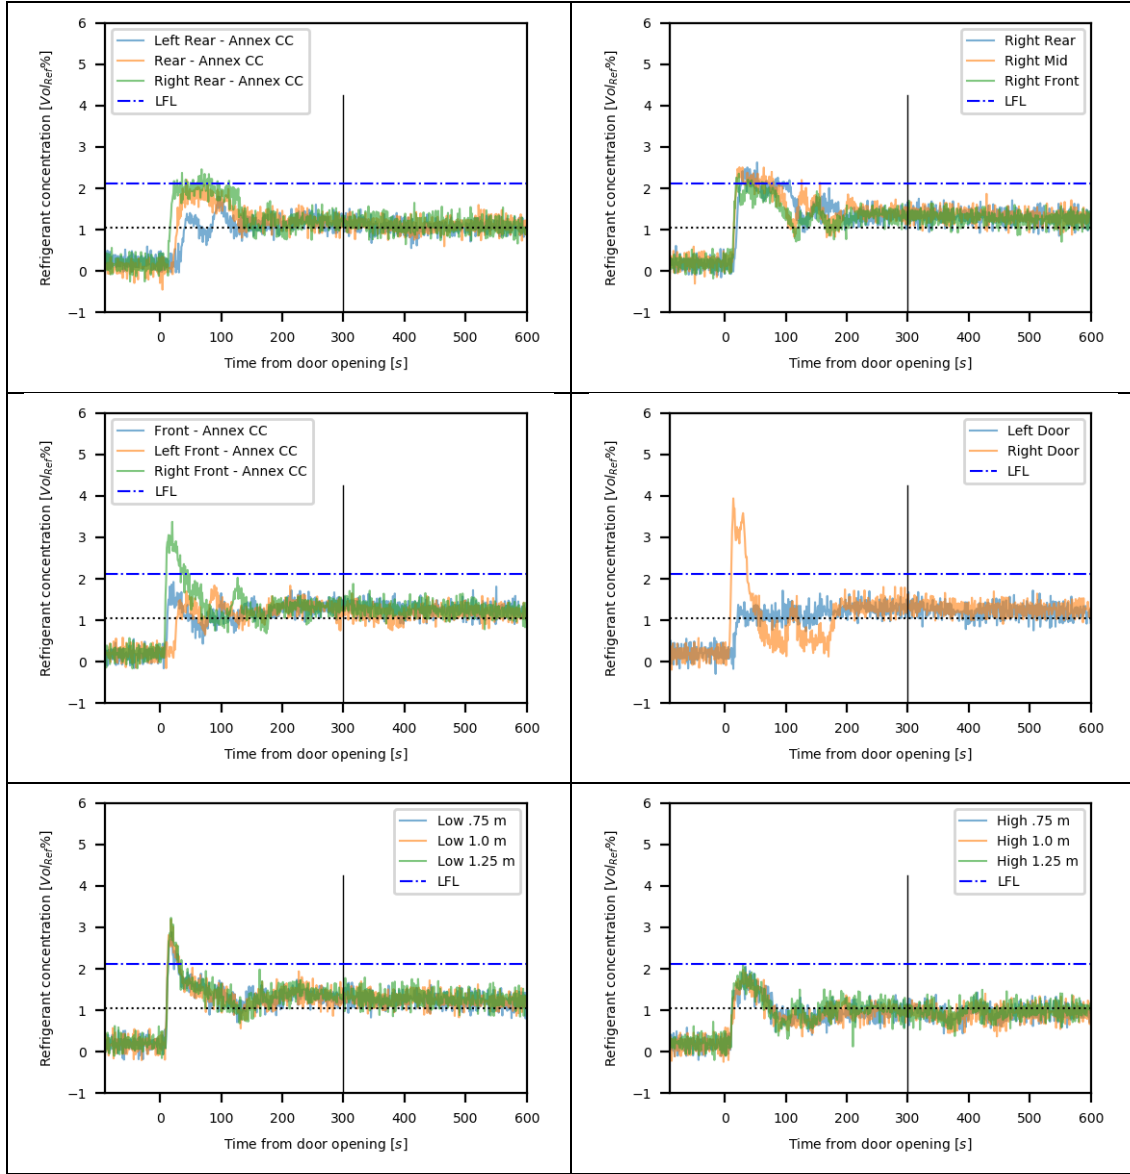 6
5
4
3
2
1
0
−1
Refrigerant concentration [Vol_Ref%]
Left Rear - Annex CC
Rear - Annex CC
Right Rear - Annex CC
LFL
0 100 200 300 400 500 600
Time from door opening [s]
6
5
4
3
2
1
0
−1
Refrigerant concentration [Vol_Ref%]
Right Rear
Right Mid
Right Front
LFL
0 100 200 300 400 500 600
Time from door opening [s]
6
5
4
3
2
1
0
−1
Refrigerant concentration [Vol_Ref%]
Front - Annex CC
Left Front - Annex CC
Right Front - Annex CC
LFL
0 100 200 300 400 500 600
Time from door opening [s]
6
5
4
3
2
1
0
−1
Refrigerant concentration [Vol_Ref%]
Left Door
Right Door
LFL
0 100 200 300 400 500 600
Time from door opening [s]
6
5
4
3
2
1
0
−1
Refrigerant concentration [Vol_Ref%]
Low .75 m
Low 1.0 m
Low 1.25 m
LFL
0 100 200 300 400 500 600
Time from door opening [s]
6
5
4
3
2
1
0
−1
Refrigerant concentration [Vol_Ref%]
High .75 m
High 1.0 m
High 1.25 m
LFL
0 100 200 300 400 500 600
Time from door opening [s]